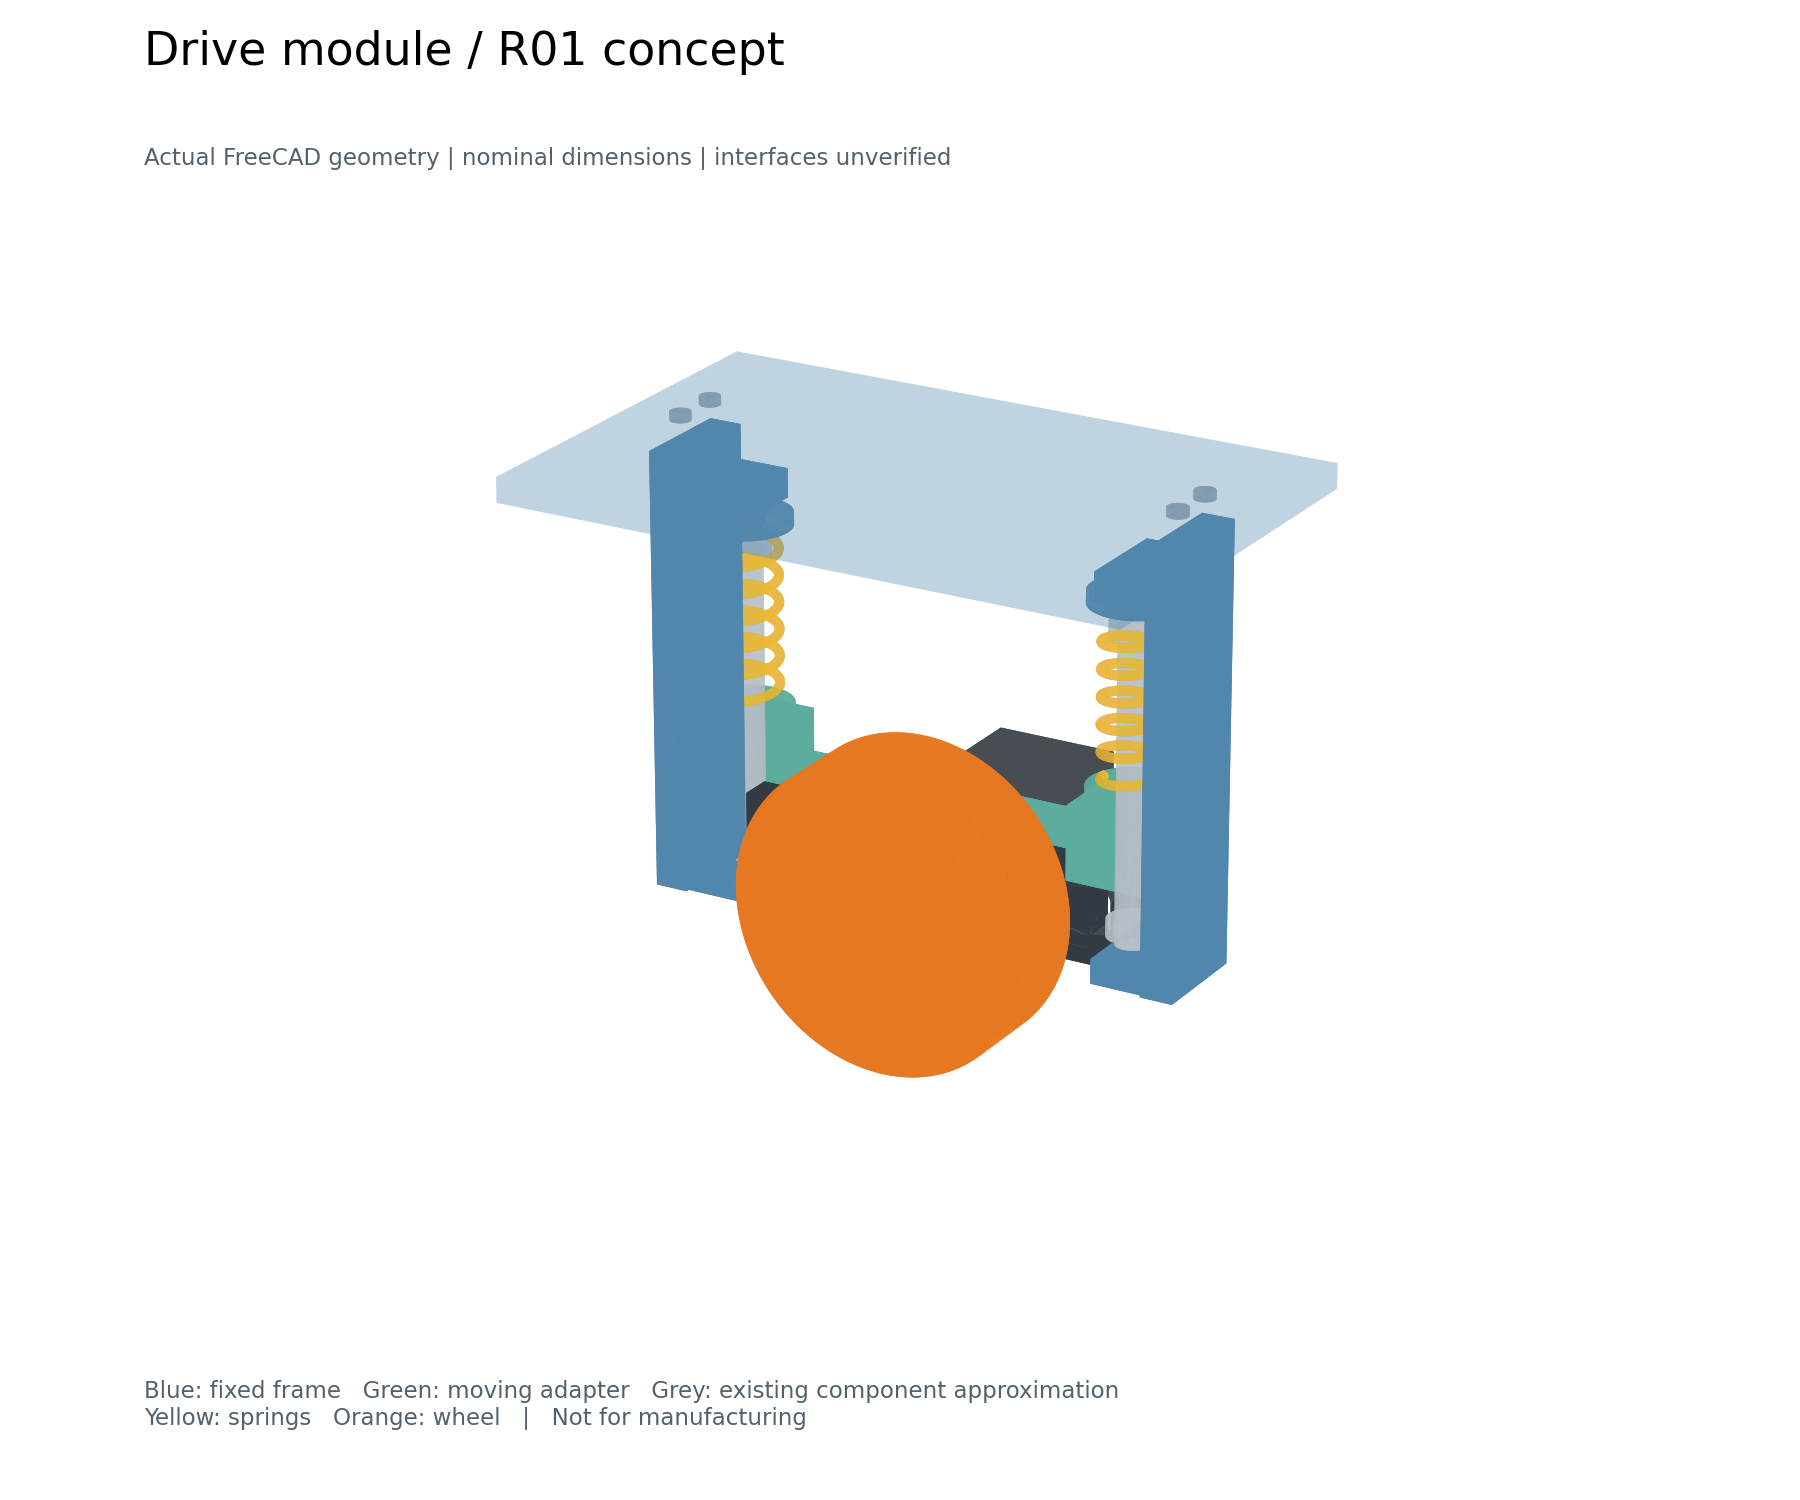 Drive module / R01 concept
Actual FreeCAD geometry | nominal dimensions | interfaces unverified
Blue: fixed frame   Green: moving adapter   Grey: existing component approximation
Yellow: springs   Orange: wheel   |   Not for manufacturing